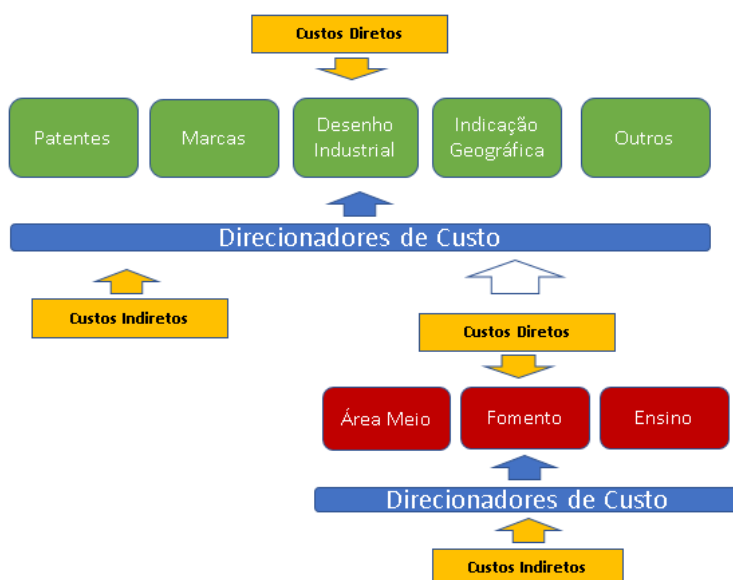 Custos Diretos
Patentes
Marcas
Desenho
Industrial
Indicação
Geográfica
Outros
Direcionadores de Custo
Custos Indiretos
Custos Diretos
Área Meio
Fomento
Ensino
Direcionadores de Custo
Custos Indiretos